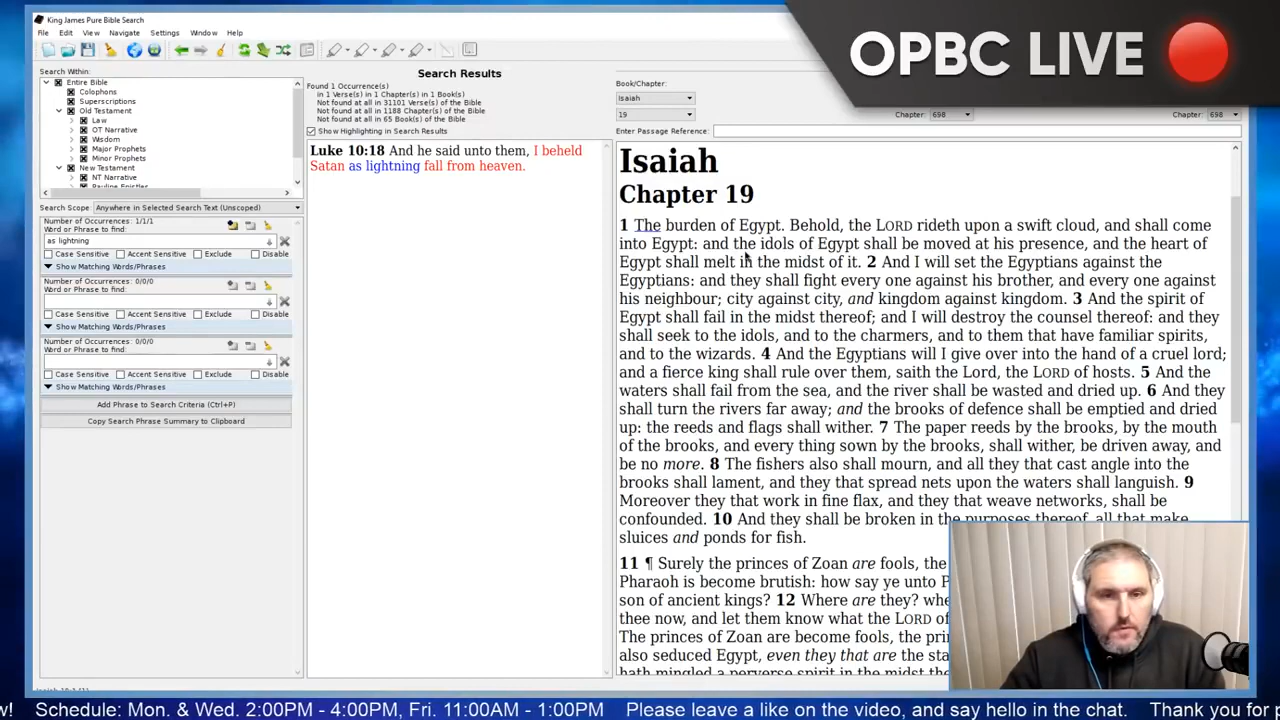 King James Pure Bible Search
OPBC LIVE
File Edit View Navigate Settings Window Help
Search Within:
Entire Bible
Colophons
Superscriptions
Old Testament
Law
OT Narrative
Wisdom
Major Prophets
Minor Prophets
New Testament
NT Narrative
Pauline Epistles
Search Scope: Anywhere in Selected Search Text (Unscoped)
Number of Occurrences: 1/1/1
Word or Phrase to find:
as lightning
Case Sensitive Accent Sensitive Exclude Disable
Show Matching Words/Phrases
Number of Occurrences: 0/0/0
Word or Phrase to find:
Case Sensitive Accent Sensitive Exclude Disable
Show Matching Words/Phrases
Number of Occurrences: 0/0/0
Word or Phrase to find:
Case Sensitive Accent Sensitive Exclude Disable
Show Matching Words/Phrases
Add Phrase to Search Criteria (Ctrl+P)
Copy Search Phrase Summary to Clipboard
Search Results
Found 1 Occurrence(s)
in 1 Verse(s) in 1 Chapter(s) in 1 Book(s)
Not found at all in 31101 Verse(s) of the Bible
Not found at all in 1188 Chapter(s) of the Bible
Not found at all in 65 Book(s) of the Bible
Show Highlighting in Search Results
Luke 10:18 And he said unto them, I beheld
Satan as lightning fall from heaven.
Book/Chapter:
Isaiah
19 Chapter: 698 Chapter: 698
Enter Passage Reference:
Isaiah
Chapter 19
1 The burden of Egypt. Behold, the LORD rideth upon a swift cloud, and shall come
into Egypt: and the idols of Egypt shall be moved at his presence, and the heart of
Egypt shall melt in the midst of it. 2 And I will set the Egyptians against the
Egyptians: and they shall fight every one against his brother, and every one against
his neighbour; city against city, and kingdom against kingdom. 3 And the spirit of
Egypt shall fail in the midst thereof; and I will destroy the counsel thereof: and they
shall seek to the idols, and to the charmers, and to them that have familiar spirits,
and to the wizards. 4 And the Egyptians will I give over into the hand of a cruel lord;
and a fierce king shall rule over them, saith the Lord, the LORD of hosts. 5 And the
waters shall fail from the sea, and the river shall be wasted and dried up. 6 And they
shall turn the rivers far away; and the brooks of defence shall be emptied and dried
up: the reeds and flags shall wither. 7 The paper reeds by the brooks, by the mouth
of the brooks, and every thing sown by the brooks, shall wither, be driven away, and
be no more. 8 The fishers also shall mourn, and all they that cast angle into the
brooks shall lament, and they that spread nets upon the waters shall languish. 9
Moreover they that work in fine flax, and they that weave networks, shall be
confounded. 10 And they shall be broken in the purposes thereof, all that make
sluices and ponds for fish.
11 ¶ Surely the princes of Zoan are fools, the
Pharaoh is become brutish: how say ye unto P
son of ancient kings? 12 Where are they? whe
thee now, and let them know what the LORD of
The princes of Zoan are become fools, the prin
also seduced Egypt, even they that are the sta
hath mingled a perverse spirit in the midst the
w! Schedule: Mon. & Wed. 2:00PM - 4:00PM, Fri. 11:00AM - 1:00PM Please leave a like on the video, and say hello in the chat. Thank you for p